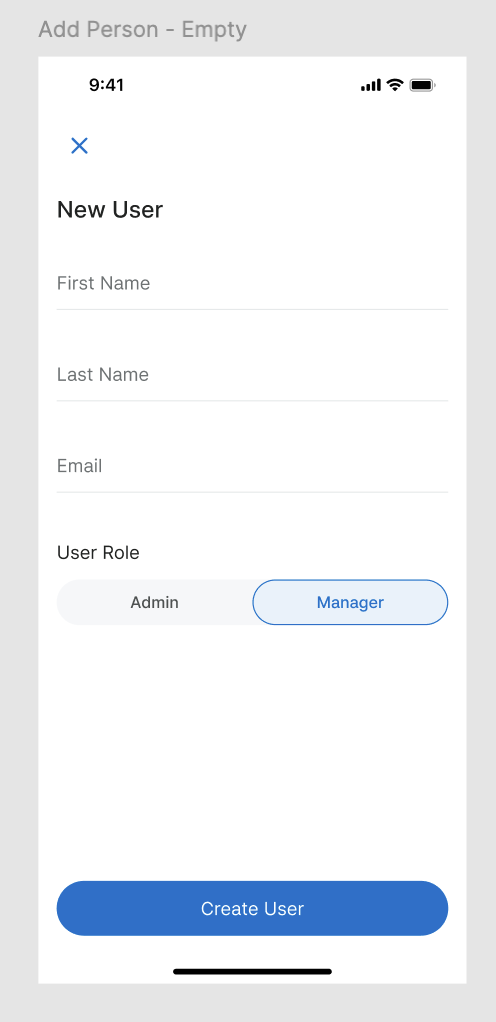 Add Person - Empty
9:41
New User
First Name
Last Name
Email
User Role
Admin Manager
Create User